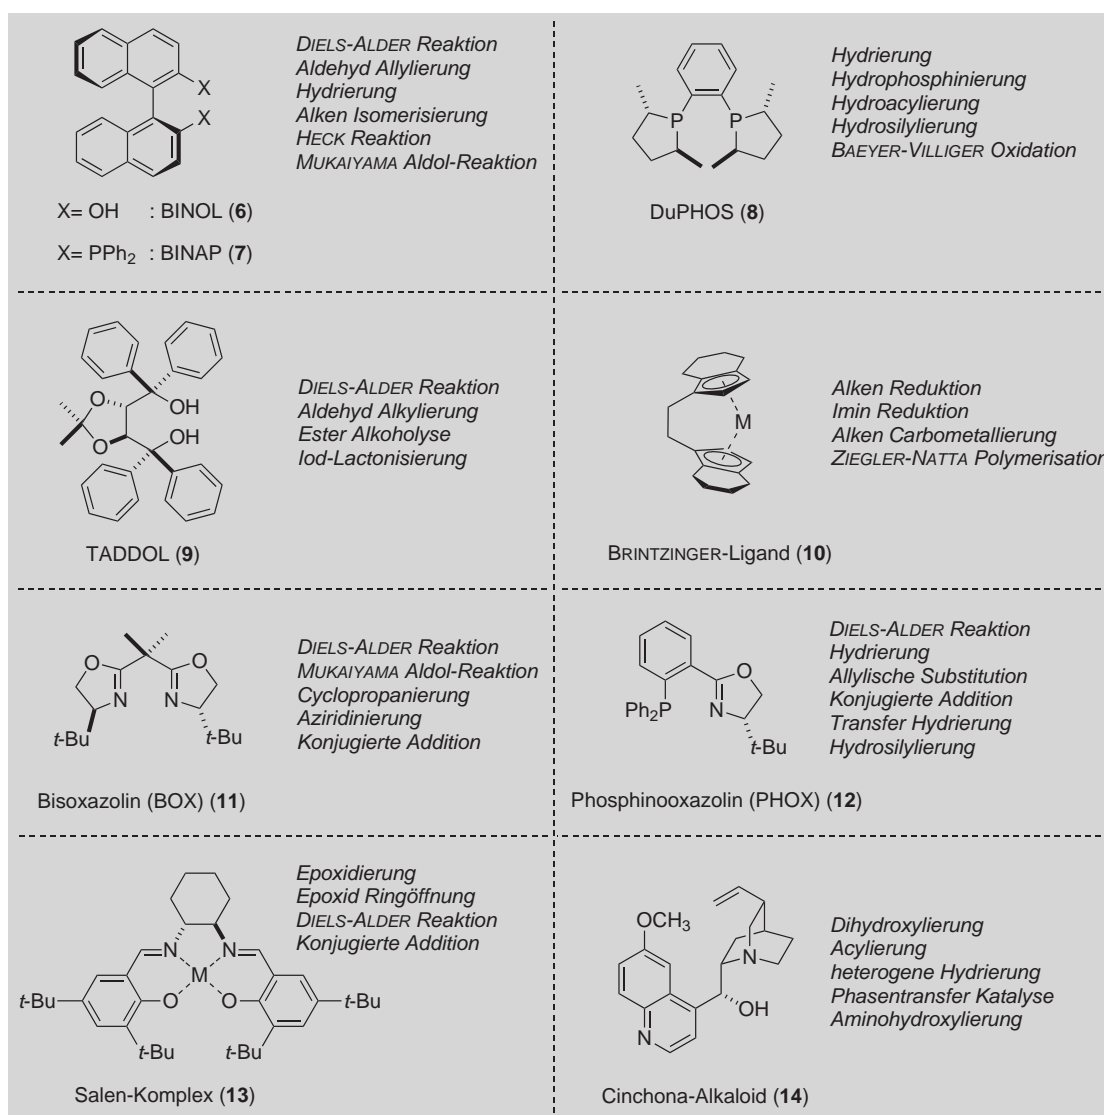 X
X
DIELS-ALDER Reaktion
Aldehyd Allylierung
Hydrierung
Alken Isomerisierung
HECK Reaktion
MUKAIYAMA Aldol-Reaktion
X= OH : BINOL (6)
X= PPh2 : BINAP (7)
P P
Hydrierung
Hydrophosphinierung
Hydroacylierung
Hydrosilylierung
BAEYER-VILLIGER Oxidation
DuPHOS (8)
O
OH
OH
O
DIELS-ALDER Reaktion
Aldehyd Alkylierung
Ester Alkoholyse
Iod-Lactonisierung
TADDOL (9)
M
Alken Reduktion
Imin Reduktion
Alken Carbometallierung
ZIEGLER-NATTA Polymerisation
BRINTZINGER-Ligand (10)
O O
N N
t-Bu t-Bu
DIELS-ALDER Reaktion
MUKAIYAMA Aldol-Reaktion
Cyclopropanierung
Aziridinierung
Konjugierte Addition
Bisoxazolin (BOX) (11)
O
Ph2P N
t-Bu
DIELS-ALDER Reaktion
Hydrierung
Allylische Substitution
Konjugierte Addition
Transfer Hydrierung
Hydrosilylierung
Phosphinooxazolin (PHOX) (12)
N N
M
t-Bu O O t-Bu
t-Bu t-Bu
Epoxidierung
Epoxid Ringöffnung
DIELS-ALDER Reaktion
Konjugierte Addition
Salen-Komplex (13)
OCH3
N
OH
N
Dihydroxylierung
Acylierung
heterogene Hydrierung
Phasentransfer Katalyse
Aminohydroxylierung
Cinchona-Alkaloid (14)